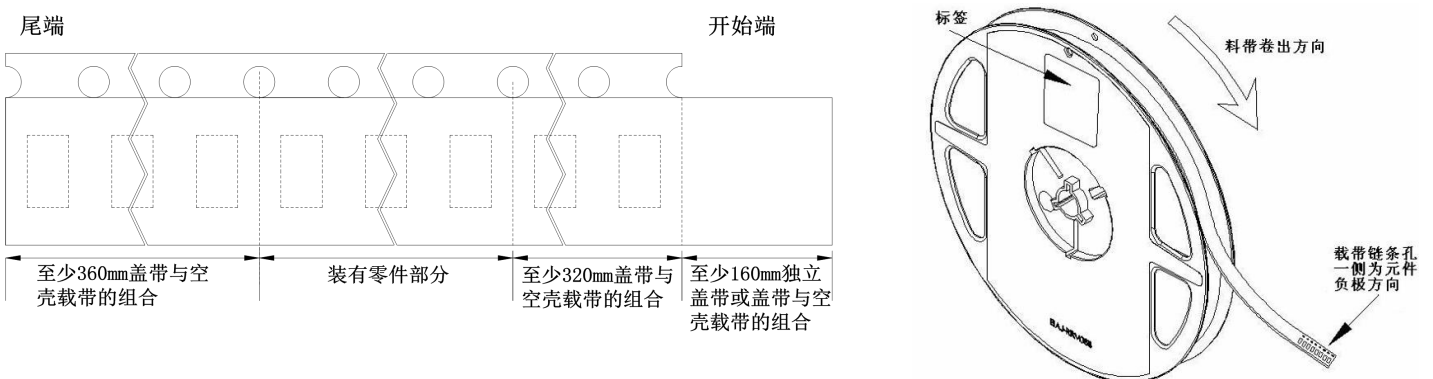 尾端
开始端
至少360mm盖带与空
壳载带的组合
装有零件部分
至少320mm盖带与
空壳载带的组合
至少160mm独立
盖带或盖带与空
壳载带的组合
标签
料带卷出方向
载带链条孔
一侧为元件
负极方向